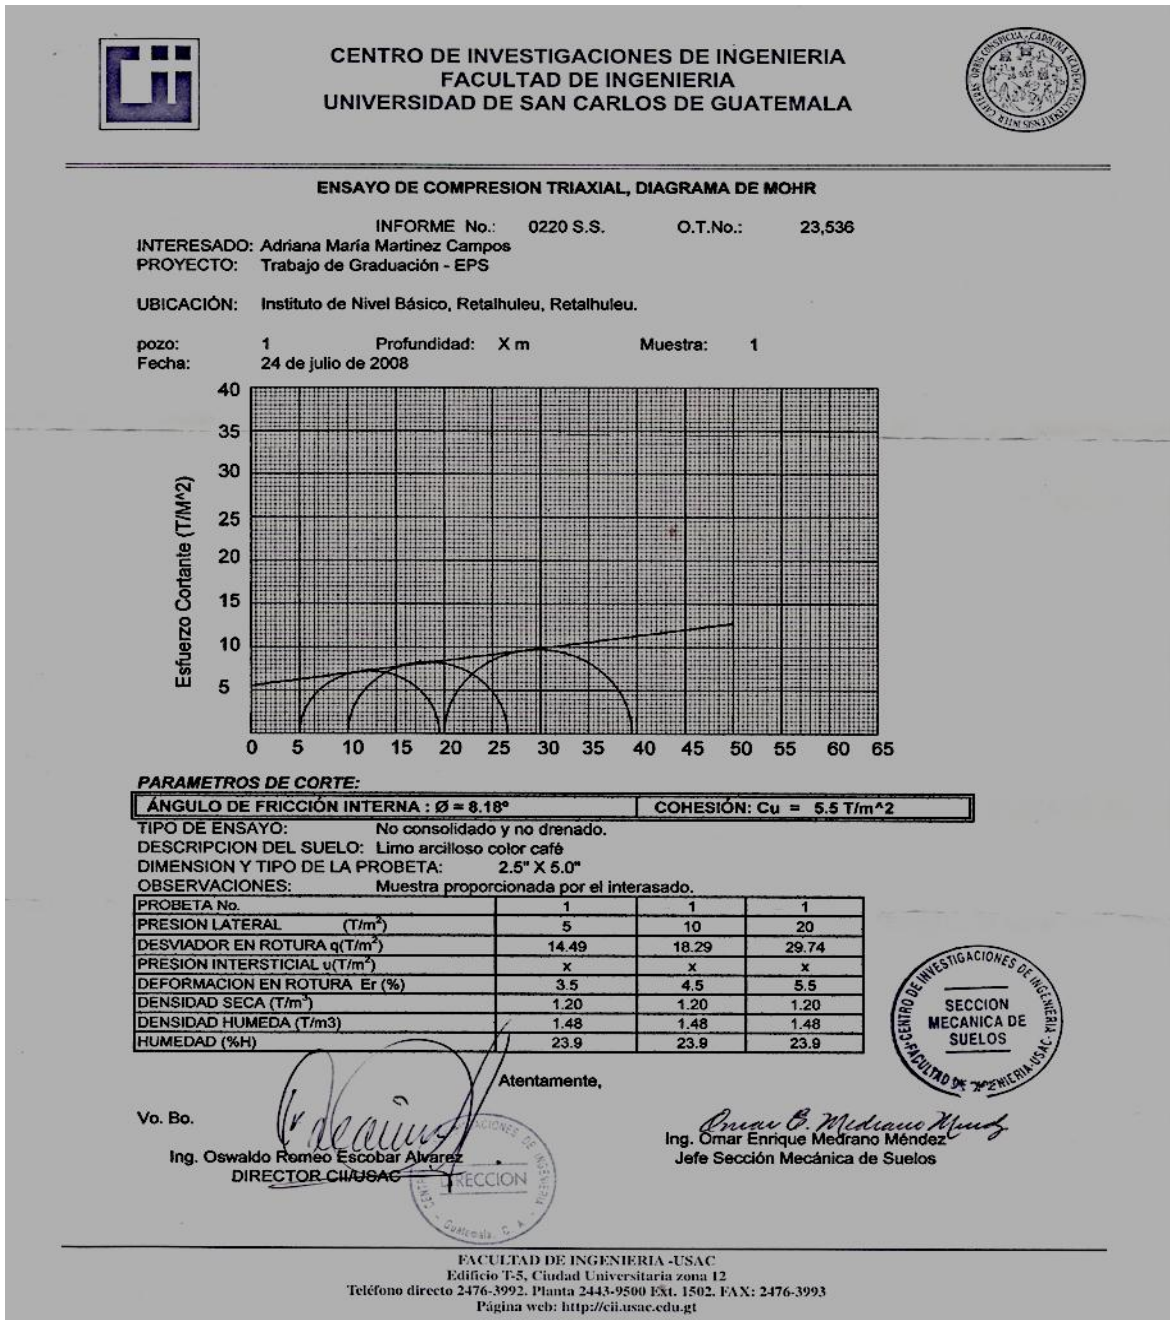 Cii
CENTRO DE INVESTIGACIONES DE INGENIERIA
FACULTAD DE INGENIERIA
UNIVERSIDAD DE SAN CARLOS DE GUATEMALA
ENSAYO DE COMPRESION TRIAXIAL, DIAGRAMA DE MOHR
INFORME No.: 0220 S.S. O.T.No.: 23,536
INTERESADO: Adriana María Martinez Campos
PROYECTO: Trabajo de Graduación - EPS
UBICACIÓN: Instituto de Nivel Básico, Retalhuleu, Retalhuleu.
pozo: 1 Profundidad: X m Muestra: 1
Fecha: 24 de julio de 2008
Esfuerzo Cortante (T/M^2)
40
35
30
25
20
15
10
5
0 5 10 15 20 25 30 35 40 45 50 55 60 65
PARAMETROS DE CORTE:
ÁNGULO DE FRICCIÓN INTERNA : Ø = 8.18º COHESIÓN: Cu = 5.5 T/m^2
TIPO DE ENSAYO: No consolidado y no drenado.
DESCRIPCION DEL SUELO: Limo arcilloso color café
DIMENSION Y TIPO DE LA PROBETA: 2.5" X 5.0"
OBSERVACIONES: Muestra proporcionada por el interasado.
PROBETA No. 1 1 1
PRESION LATERAL (T/m²) 5 10 20
DESVIADOR EN ROTURA q(T/m²) 14.49 18.29 29.74
PRESION INTERSTICIAL u(T/m²) x x x
DEFORMACION EN ROTURA Er (%) 3.5 4.5 5.5
DENSIDAD SECA (T/m³) 1.20 1.20 1.20
DENSIDAD HUMEDA (T/m3) 1.48 1.48 1.48
HUMEDAD (%H) 23.9 23.9 23.9
CENTRO DE INVESTIGACIONES DE INGENIERIA
SECCION
MECANICA DE
SUELOS
Atentamente,
Vo. Bo.
Omar E. Medrano
Ing. Oswaldo Romeo Escobar Alvarez
DIRECTOR CII/USAC
Ing. Omar Enrique Medrano Méndez
Jefe Sección Mecánica de Suelos
DIRECCION
Guatemala, C. A.
FACULTAD DE INGENIERIA -USAC
Edificio T-5, Ciudad Universitaria zona 12
Teléfono directo 2476-3992. Planta 2443-9500 Ext. 1502. FAX: 2476-3993
Página web: http://cii.usac.edu.gt